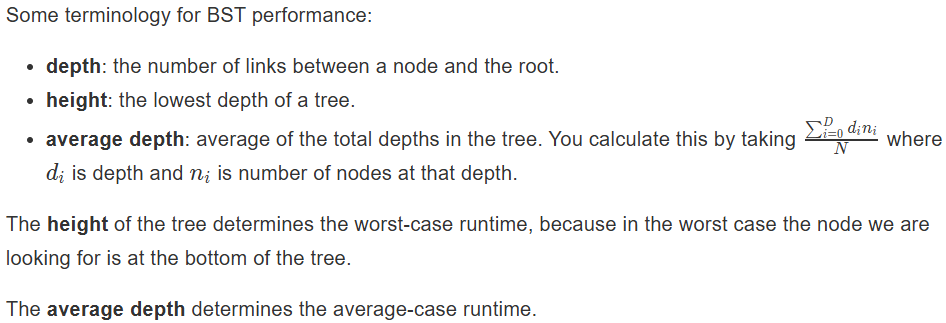 Some terminology for BST performance:
• depth: the number of links between a node and the root.
• height: the lowest depth of a tree.
• average depth: average of the total depths in the tree. You calculate this by taking $\frac{\sum_{i=0}^{D} d_i n_i}{N}$ where
$d_i$ is depth and $n_i$ is number of nodes at that depth.
The height of the tree determines the worst-case runtime, because in the worst case the node we are
looking for is at the bottom of the tree.
The average depth determines the average-case runtime.